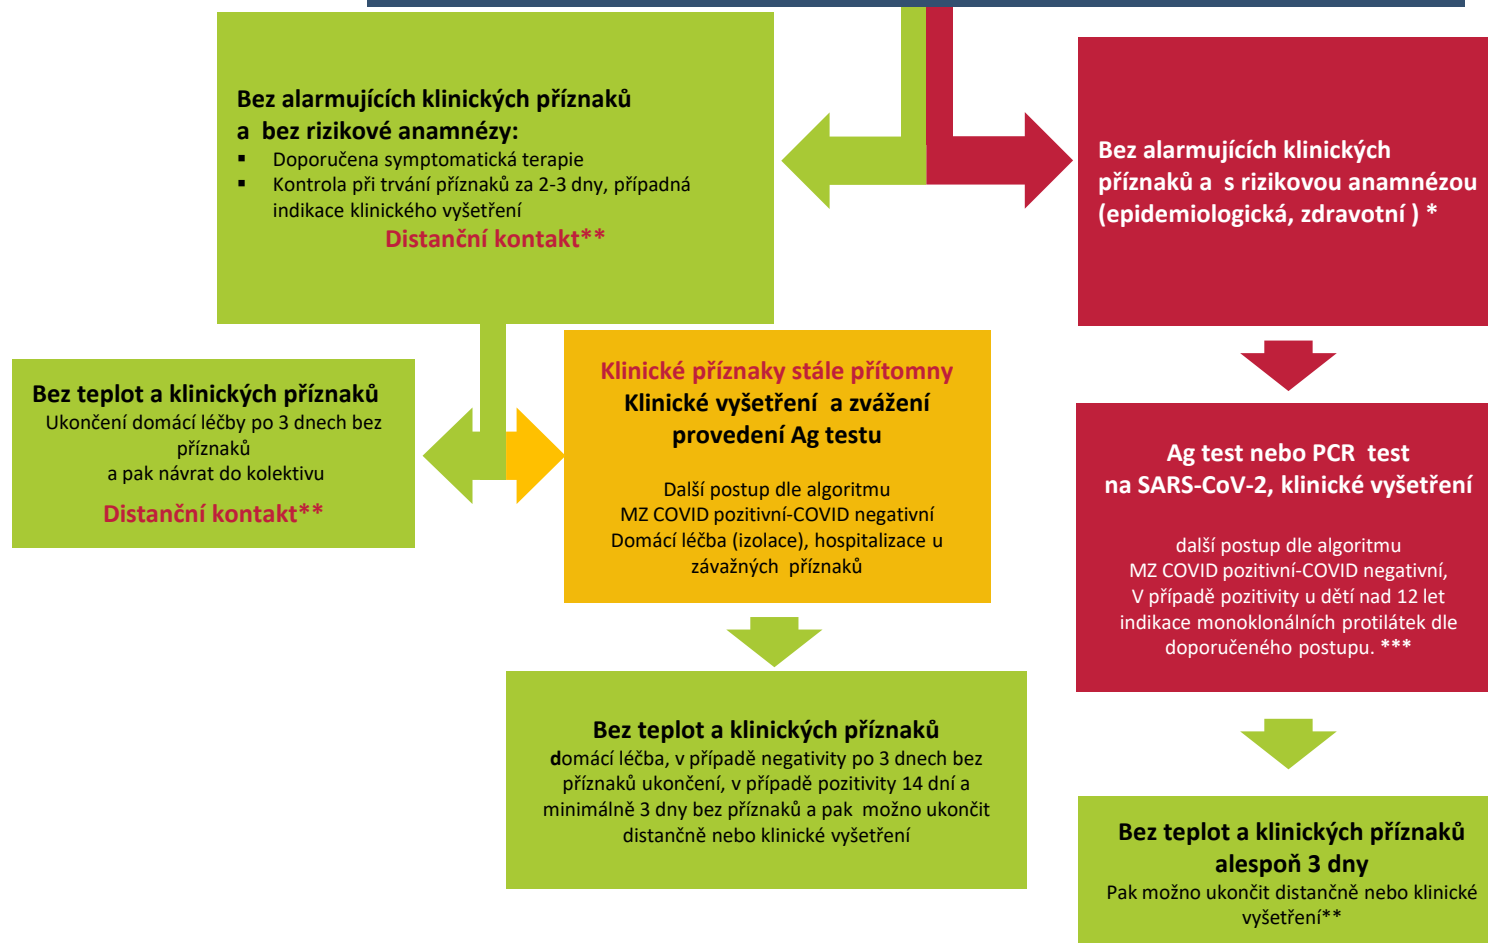 Bez alarmujících klinických příznaků
a bez rizikové anamnézy:
▪ Doporučena symptomatická terapie
▪ Kontrola při trvání příznaků za 2-3 dny, případná
indikace klinického vyšetření
Distanční kontakt**
Bez alarmujících klinických
příznaků a s rizikovou anamnézou
(epidemiologická, zdravotní ) *
Bez teplot a klinických příznaků
Ukončení domácí léčby po 3 dnech bez
příznaků
a pak návrat do kolektivu
Distanční kontakt**
Klinické příznaky stále přítomny
Klinické vyšetření a zvážení
provedení Ag testu
Další postup dle algoritmu
MZ COVID pozitivní-COVID negativní
Domácí léčba (izolace), hospitalizace u
závažných příznaků
Ag test nebo PCR test
na SARS-CoV-2, klinické vyšetření
další postup dle algoritmu
MZ COVID pozitivní-COVID negativní,
V případě pozitivity u dětí nad 12 let
indikace monoklonálních protilátek dle
doporučeného postupu. ***
Bez teplot a klinických příznaků
domácí léčba, v případě negativity po 3 dnech bez
příznaků ukončení, v případě pozitivity 14 dní a
minimálně 3 dny bez příznaků a pak možno ukončit
distančně nebo klinické vyšetření
Bez teplot a klinických příznaků
alespoň 3 dny
Pak možno ukončit distančně nebo klinické
vyšetření**